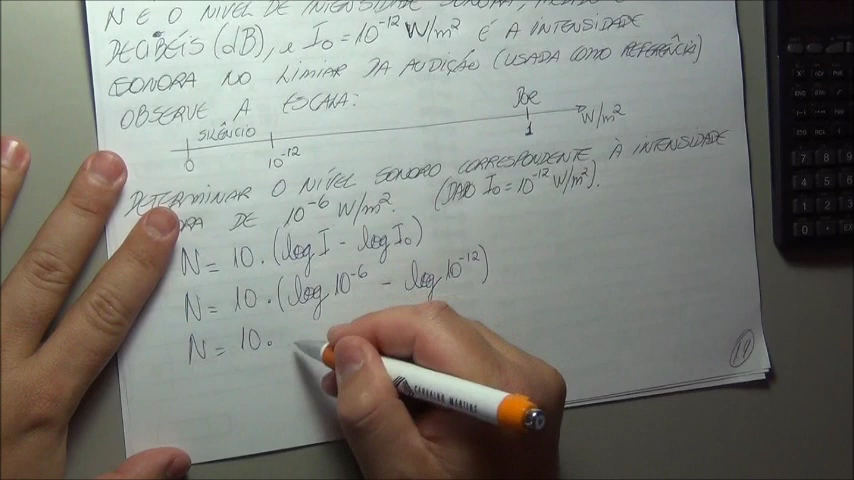 N É O NÍVEL DE INTENSIDADE SONORA,
DECIBÉIS (dB), e I₀ = 10⁻¹² W/m² É A INTENSIDADE
SONORA NO LIMIAR DA AUDIÇÃO (USADA COMO REFERÊNCIA)
OBSERVE A ESCALA:
SILÊNCIO DOR
0 10⁻¹² 1 W/m²
DETERMINAR O NÍVEL SONORO CORRESPONDENTE À INTENSIDADE
DE 10⁻⁶ W/m². (DADO I₀ = 10⁻¹² W/m²).
N = 10 . (log I - log I₀)
N = 10 . (log 10⁻⁶ - log 10⁻¹²)
N = 10 .